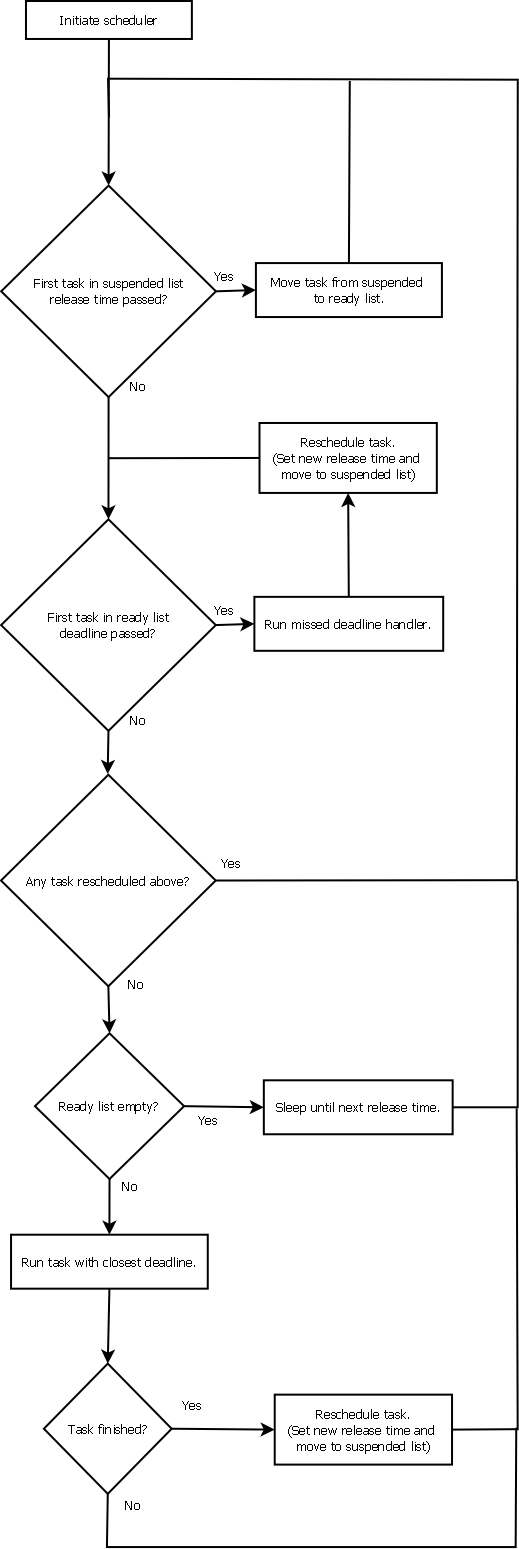 Initiate scheduler
First task in suspended list
release time passed?
Yes
Move task from suspended
to ready list.
No
Reschedule task.
(Set new release time and
move to suspended list)
First task in ready list
deadline passed?
Yes
Run missed deadline handler.
No
Any task rescheduled above?
Yes
No
Ready list empty?
Yes
Sleep until next release time.
No
Run task with closest deadline.
Task finished?
Yes
Reschedule task.
(Set new release time and
move to suspended list)
No